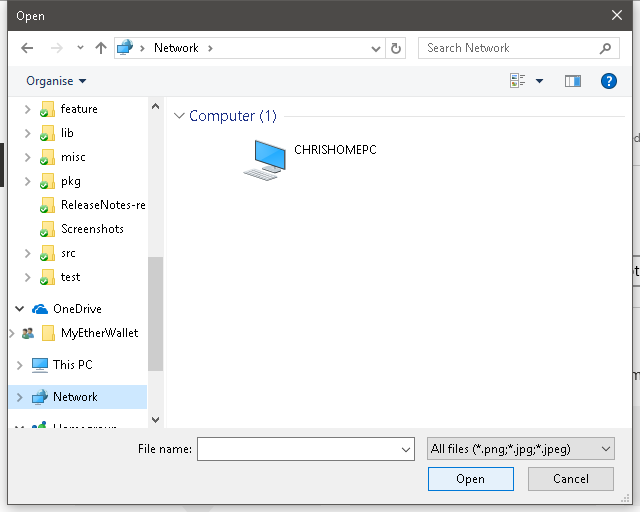 Open
Network
Search Network
Organise
feature
lib
misc
pkg
ReleaseNotes-re
Screenshots
src
test
OneDrive
MyEtherWallet
This PC
Network
Computer (1)
CHRISHOMEPC
File name:
All files (*.png;*.jpg;*.jpeg)
Open
Cancel